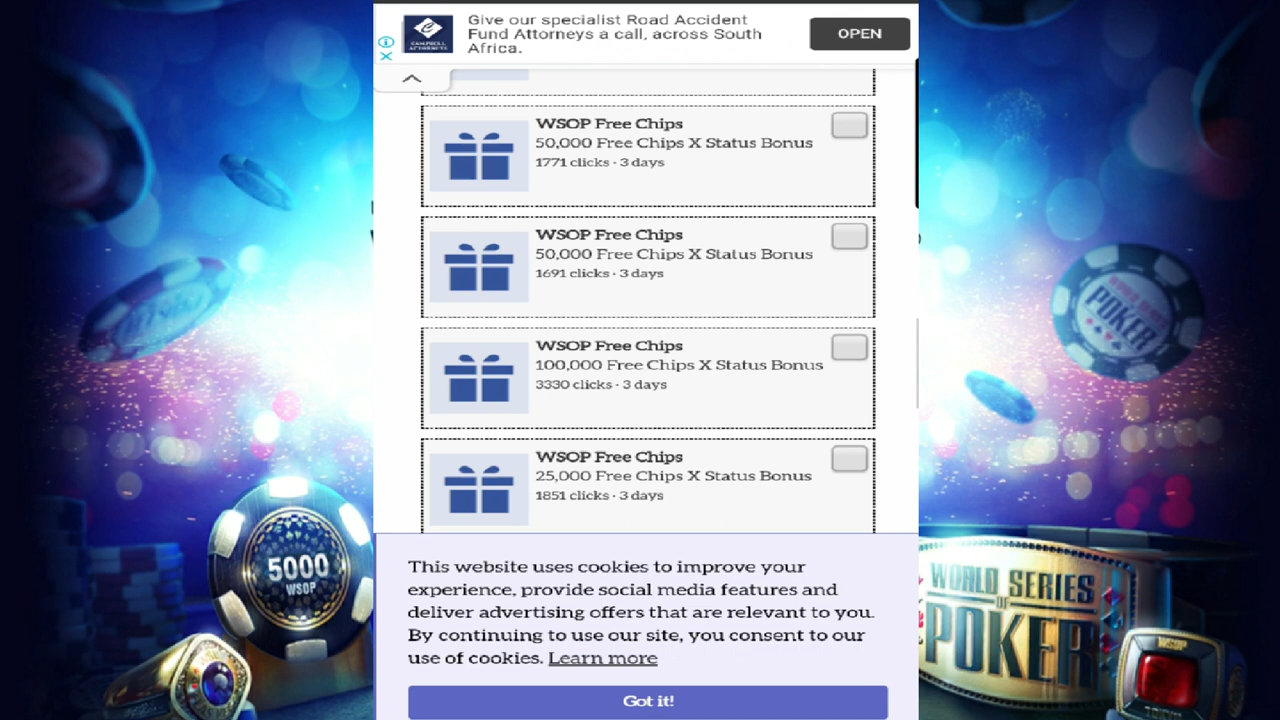 Give our specialist Road Accident
Fund Attorneys a call, across South
Africa.
OPEN
CAMPBELL
ATTORNEYS
WSOP Free Chips
50,000 Free Chips X Status Bonus
1771 clicks · 3 days
WSOP Free Chips
50,000 Free Chips X Status Bonus
1691 clicks · 3 days
WSOP Free Chips
100,000 Free Chips X Status Bonus
3330 clicks · 3 days
WSOP Free Chips
25,000 Free Chips X Status Bonus
1851 clicks · 3 days
This website uses cookies to improve your
experience, provide social media features and
deliver advertising offers that are relevant to you.
By continuing to use our site, you consent to our
use of cookies. Learn more
Got it!
5000
WSOP
POKER
WORLD SERIES
OF
POKER
WSOP